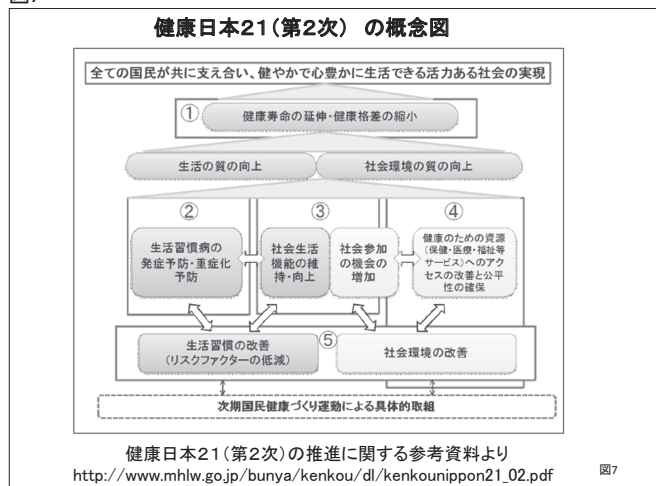 健康日本21(第2次) の概念図
全ての国民が共に支え合い、健やかで心豊かに生活できる活力ある社会の実現
① 健康寿命の延伸・健康格差の縮小
生活の質の向上
社会環境の質の向上
②
生活習慣病の
発症予防・重症化
予防
③
社会生活
機能の維
持・向上
社会参加
の機会の
増加
④
健康のための資源
(保健・医療・福祉等
サービス)へのアク
セスの改善と公平
性の確保
⑤
生活習慣の改善
(リスクファクターの低減)
社会環境の改善
次期国民健康づくり運動による具体的取組
健康日本21(第2次)の推進に関する参考資料より
http://www.mhlw.go.jp/bunya/kenkou/dl/kenkounippon21_02.pdf
図7